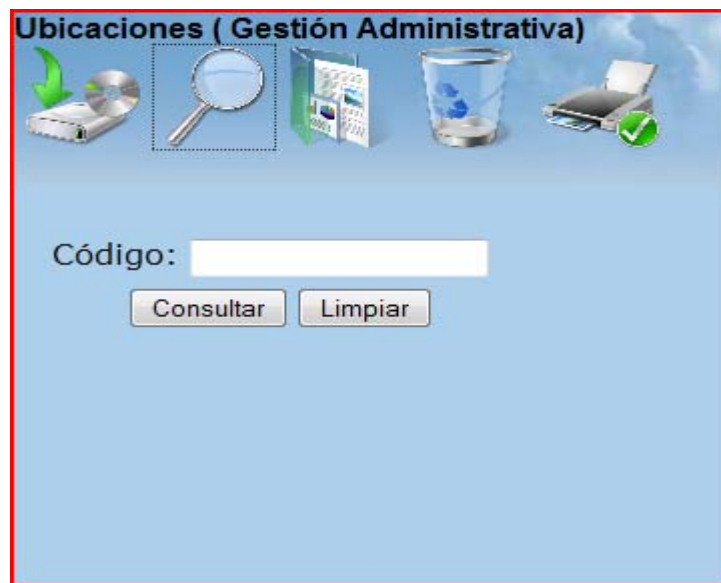 Ubicaciones ( Gestión Administrativa)
Código:
Consultar Limpiar